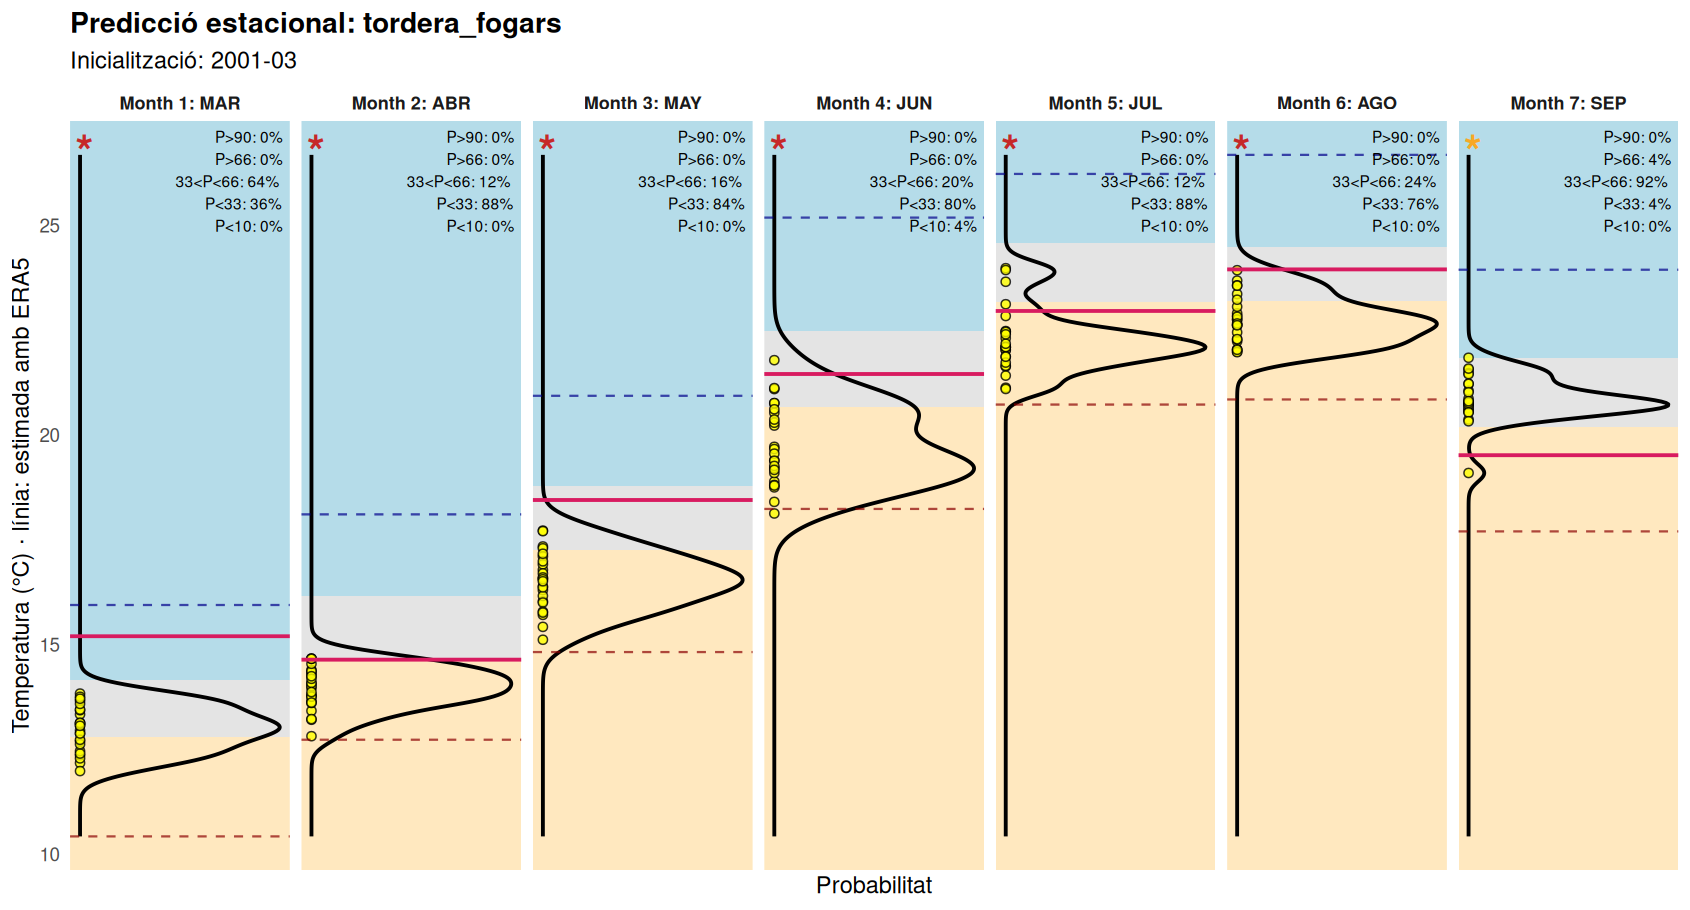 Predicció estacional: tordera_fogars
Inicialització: 2001-03
Month 1: MAR
Month 2: ABR
Month 3: MAY
Month 4: JUN
Month 5: JUL
Month 6: AGO
Month 7: SEP
*
P>90: 0%
P>66: 0%
33<P<66: 64%
P<33: 36%
P<10: 0%
*
P>90: 0%
P>66: 0%
33<P<66: 12%
P<33: 88%
P<10: 0%
*
P>90: 0%
P>66: 0%
33<P<66: 16%
P<33: 84%
P<10: 0%
*
P>90: 0%
P>66: 0%
33<P<66: 20%
P<33: 80%
P<10: 4%
*
P>90: 0%
P>66: 0%
33<P<66: 12%
P<33: 88%
P<10: 0%
*
P>90: 0%
P>66: 0%
33<P<66: 24%
P<33: 76%
P<10: 0%
*
P>90: 0%
P>66: 4%
33<P<66: 92%
P<33: 4%
P<10: 0%
25
20
15
10
Temperatura (°C) · línia: estimada amb ERA5
Probabilitat